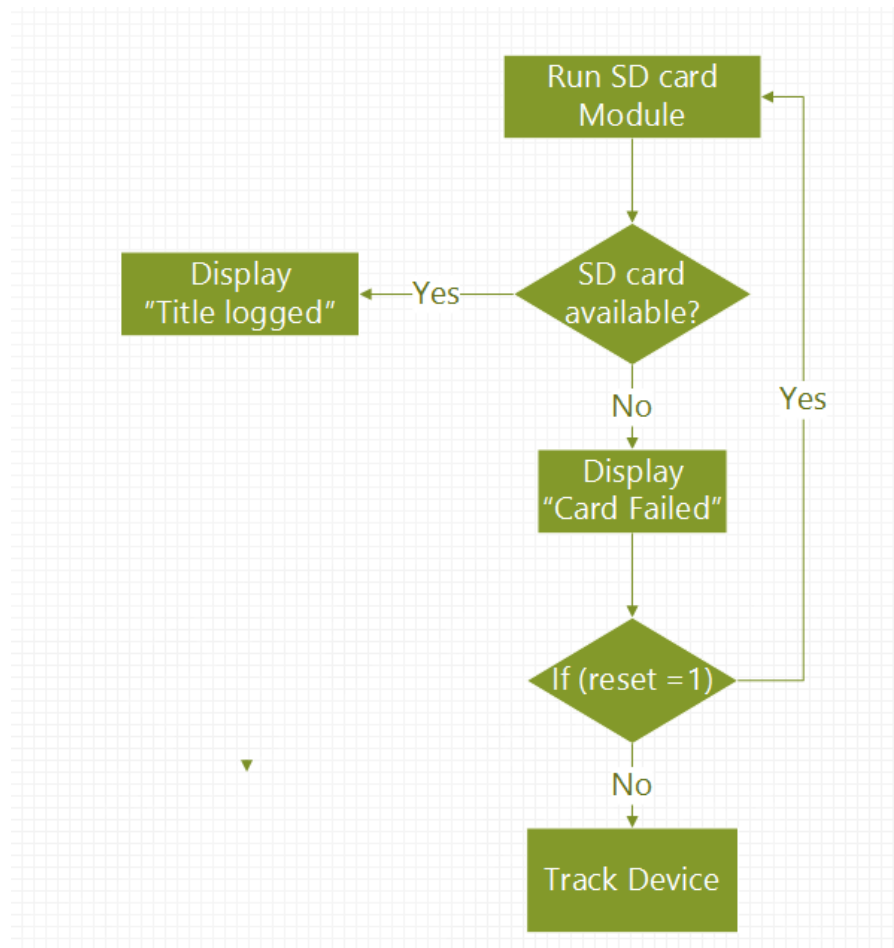 Run SD card
Module
SD card
available?
Yes
Display
"Title logged"
No
Yes
Display
"Card Failed"
If (reset =1)
No
Track Device